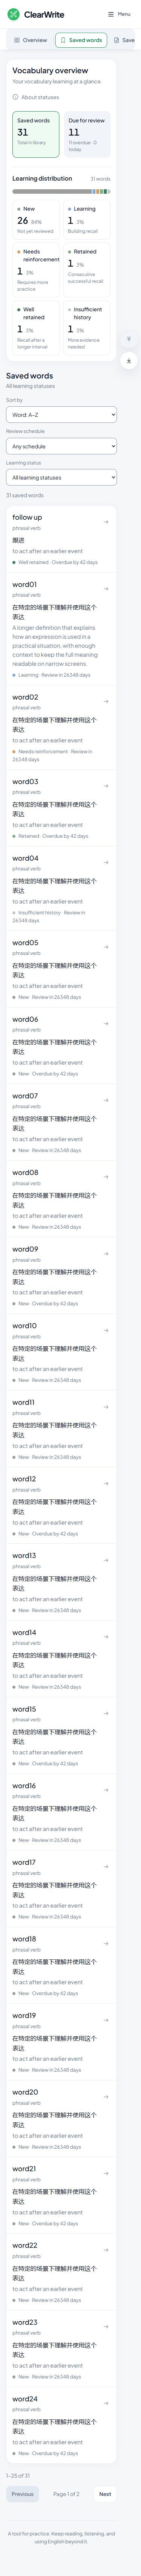 ClearWrite
Menu
Overview
Saved words
Save
Vocabulary overview
Your vocabulary learning at a glance.
About statuses
Saved words
31
Total in library
Due for review
11
11 overdue · 0
today
Learning distribution
31 words
New
26 84%
Not yet reviewed
Learning
1 3%
Building recall
Needs
reinforcement
1 3%
Requires more
practice
Retained
1 3%
Consecutive
successful recall
Well
retained
1 3%
Recall after a
longer interval
Insufficient
history
1 3%
More evidence
needed
Saved words
All learning statuses
Sort by
Word: A–Z
Review schedule
Any schedule
Learning status
All learning statuses
31 saved words
follow up
phrasal verb
跟进
to act after an earlier event
Well retained · Overdue by 42 days
word01
phrasal verb
在特定的场景下理解并使用这个
表达
A longer definition that explains
how an expression is used in a
practical situation, with enough
context to keep the full meaning
readable on narrow screens.
Learning · Review in 26348 days
word02
phrasal verb
在特定的场景下理解并使用这个
表达
to act after an earlier event
Needs reinforcement · Review in
26348 days
word03
phrasal verb
在特定的场景下理解并使用这个
表达
to act after an earlier event
Retained · Overdue by 42 days
word04
phrasal verb
在特定的场景下理解并使用这个
表达
to act after an earlier event
Insufficient history · Review in
26348 days
word05
phrasal verb
在特定的场景下理解并使用这个
表达
to act after an earlier event
New · Review in 26348 days
word06
phrasal verb
在特定的场景下理解并使用这个
表达
to act after an earlier event
New · Overdue by 42 days
word07
phrasal verb
在特定的场景下理解并使用这个
表达
to act after an earlier event
New · Review in 26348 days
word08
phrasal verb
在特定的场景下理解并使用这个
表达
to act after an earlier event
New · Review in 26348 days
word09
phrasal verb
在特定的场景下理解并使用这个
表达
to act after an earlier event
New · Overdue by 42 days
word10
phrasal verb
在特定的场景下理解并使用这个
表达
to act after an earlier event
New · Review in 26348 days
word11
phrasal verb
在特定的场景下理解并使用这个
表达
to act after an earlier event
New · Review in 26348 days
word12
phrasal verb
在特定的场景下理解并使用这个
表达
to act after an earlier event
New · Overdue by 42 days
word13
phrasal verb
在特定的场景下理解并使用这个
表达
to act after an earlier event
New · Review in 26348 days
word14
phrasal verb
在特定的场景下理解并使用这个
表达
to act after an earlier event
New · Review in 26348 days
word15
phrasal verb
在特定的场景下理解并使用这个
表达
to act after an earlier event
New · Overdue by 42 days
word16
phrasal verb
在特定的场景下理解并使用这个
表达
to act after an earlier event
New · Review in 26348 days
word17
phrasal verb
在特定的场景下理解并使用这个
表达
to act after an earlier event
New · Review in 26348 days
word18
phrasal verb
在特定的场景下理解并使用这个
表达
to act after an earlier event
New · Overdue by 42 days
word19
phrasal verb
在特定的场景下理解并使用这个
表达
to act after an earlier event
New · Review in 26348 days
word20
phrasal verb
在特定的场景下理解并使用这个
表达
to act after an earlier event
New · Review in 26348 days
word21
phrasal verb
在特定的场景下理解并使用这个
表达
to act after an earlier event
New · Overdue by 42 days
word22
phrasal verb
在特定的场景下理解并使用这个
表达
to act after an earlier event
New · Review in 26348 days
word23
phrasal verb
在特定的场景下理解并使用这个
表达
to act after an earlier event
New · Review in 26348 days
word24
phrasal verb
在特定的场景下理解并使用这个
表达
to act after an earlier event
New · Overdue by 42 days
1–25 of 31
Previous
Page 1 of 2
Next
A tool for practice. Keep reading, listening, and
using English beyond it.